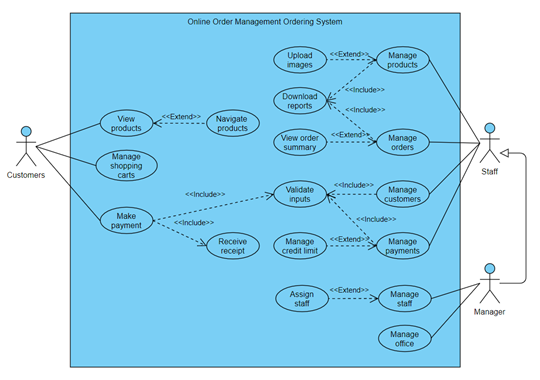 Online Order Management Ordering System
Upload
images
<<Extend>>
Manage
products
Download
reports
<<Include>>
<<Include>>
View
products
<<Extend>>
Navigate
products
View order
summary
<<Extend>>
Manage
orders
Customers
Staff
Manage
shopping
carts
<<Include>>
Validate
inputs
<<Include>>
Manage
customers
Make
payment
<<Include>>
<<Include>>
Receive
receipt
Manage
credit limit
<<Extend>>
Manage
payments
Assign
staff
<<Extend>>
Manage
staff
Manager
Manage
office